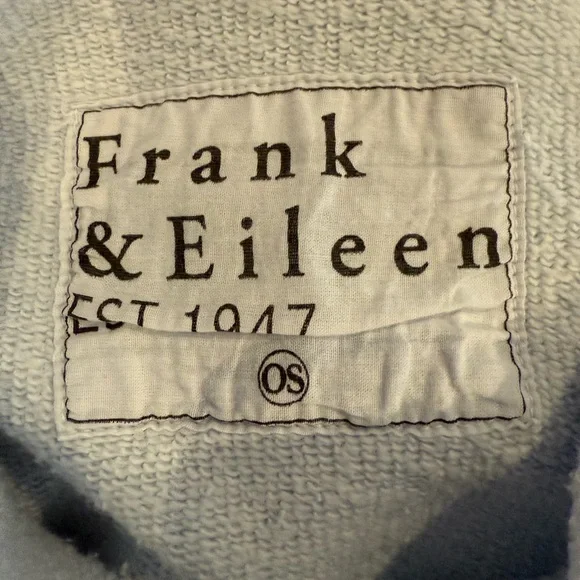 Frank
& Eileen
EST 1947
OS